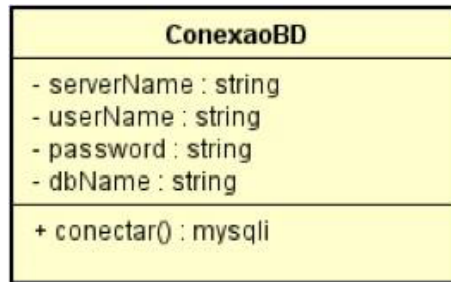 ConexaoBD
- serverName : string
- userName : string
- password : string
- dbName : string
+ conectar() : mysqli